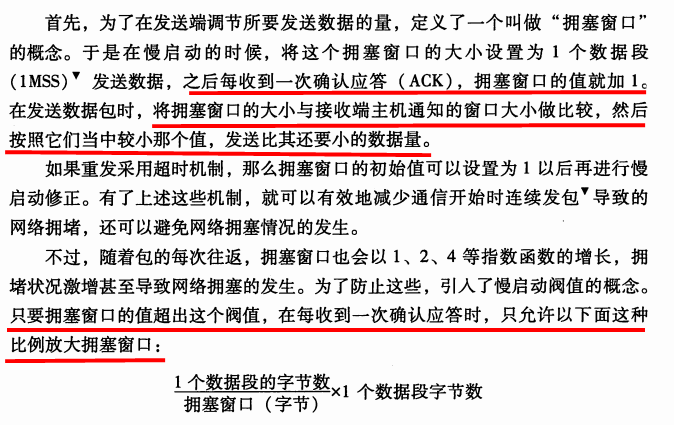 首先，为了在发送端调节所要发送数据的量，定义了一个叫做“拥塞窗口”
的概念。于是在慢启动的时候，将这个拥塞窗口的大小设置为 1 个数据段
(1MSS)▼ 发送数据，之后每收到一次确认应答（ACK），拥塞窗口的值就加 1。
在发送数据包时，将拥塞窗口的大小与接收端主机通知的窗口大小做比较，然后
按照它们当中较小那个值，发送比其还要小的数据量。
如果重发采用超时机制，那么拥塞窗口的初始值可以设置为 1 以后再进行慢
启动修正。有了上述这些机制，就可以有效地减少通信开始时连续发包▼导致的
网络拥堵，还可以避免网络拥塞情况的发生。
不过，随着包的每次往返，拥塞窗口也会以 1、2、4 等指数函数的增长，拥
堵状况激增甚至导致网络拥塞的发生。为了防止这些，引入了慢启动阀值的概念。
只要拥塞窗口的值超出这个阀值，在每收到一次确认应答时，只允许以下面这种
比例放大拥塞窗口：
1 个数据段的字节数
拥塞窗口（字节）
×1 个数据段字节数